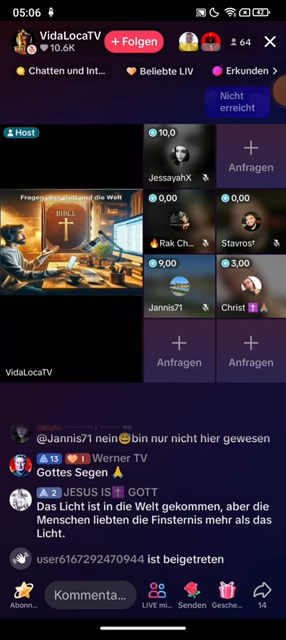 05:06
42
VidaLocaTV
10.6K
+ Folgen
1
64
Chatten und Int...
Beliebte LIV
Erkunden
Nicht
erreicht
Host
10,0
JessayahX
Anfragen
Fragen über Gott und die Welt
BIBLE
0,00
🔥Rak Ch...
0,00
Stavros†
9,00
Jannis71
3,00
Christ ✝️🙏
Anfragen
Anfragen
VidaLocaTV
@Jannis71 nein😅bin nur nicht hier gewesen
13
1
Werner TV
Gottes Segen 🙏
2
JESUS IS✝️ GOTT
Das Licht ist in die Welt gekommen, aber die
Menschen liebten die Finsternis mehr als das
Licht.
user6167292470944 ist beigetreten
Kommenta...
Abonn...
LIVE mi...
Senden
Gesche...
14